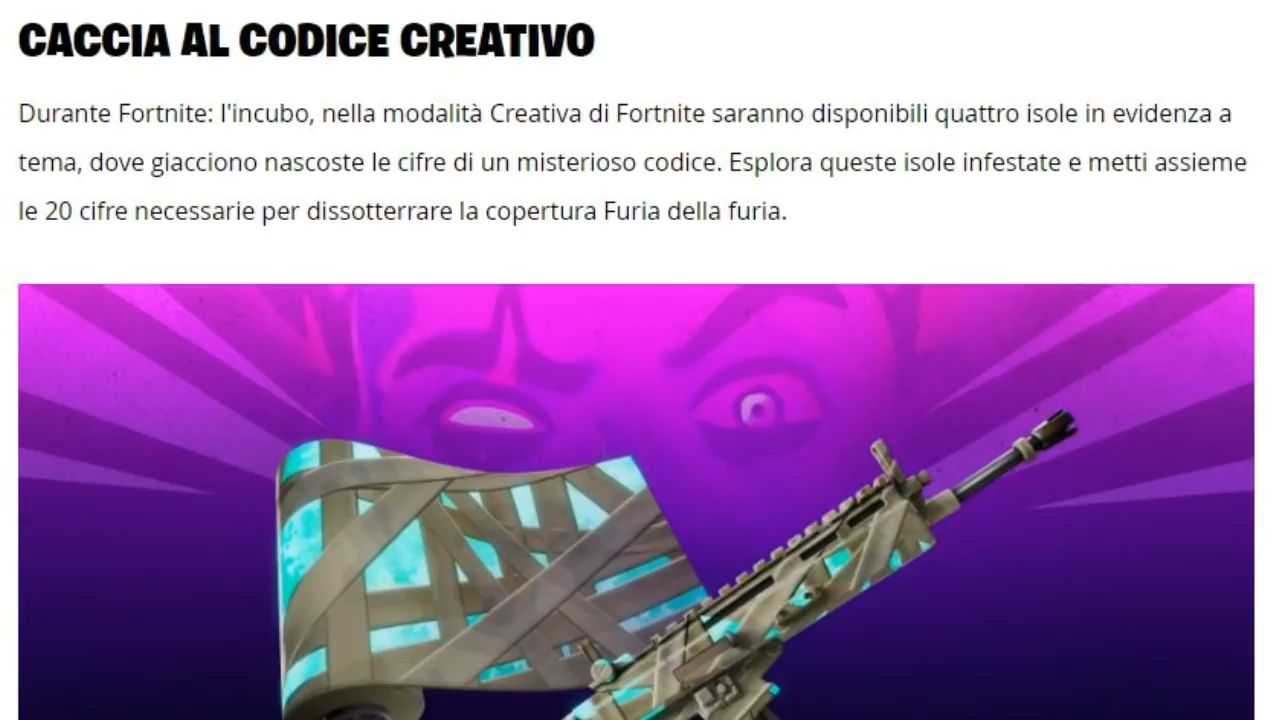 CACCIA AL CODICE CREATIVO
Durante Fortnite: l'incubo, nella modalità Creativa di Fortnite saranno disponibili quattro isole in evidenza a
tema, dove giacciono nascoste le cifre di un misterioso codice. Esplora queste isole infestate e metti assieme
le 20 cifre necessarie per dissotterrare la copertura Furia della furia.